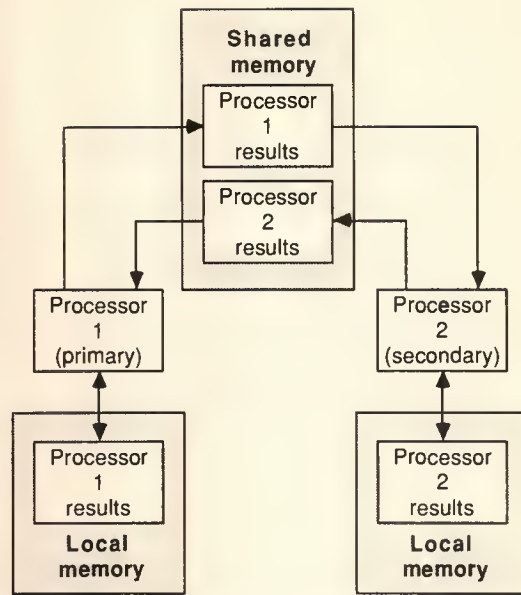 Shared
memory
Processor
1
results
Processor
2
results
Processor
1
(primary)
Processor
2
(secondary)
Processor
1
results
Local
memory
Processor
2
results
Local
memory